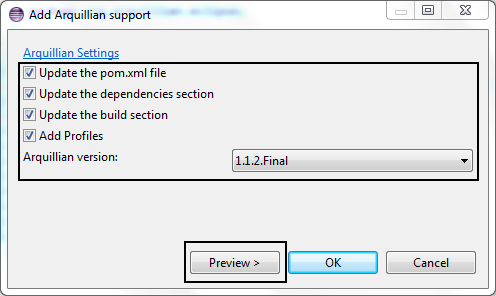 Add Arquillian support
Arquillian Settings
Update the pom.xml file
Update the dependencies section
Update the build section
Add Profiles
Arquillian version:
1.1.2.Final
Preview >
OK
Cancel